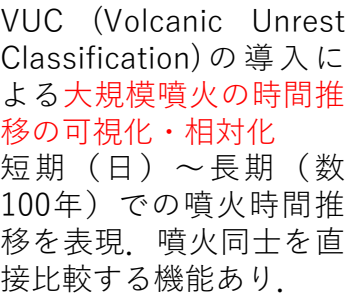 VUC (Volcanic Unrest
Classification)の導入に
よる大規模噴火の時間推
移の可視化・相対化
短期（日）～長期（数
100年）での噴火時間推
移を表現．噴火同士を直
接比較する機能あり．